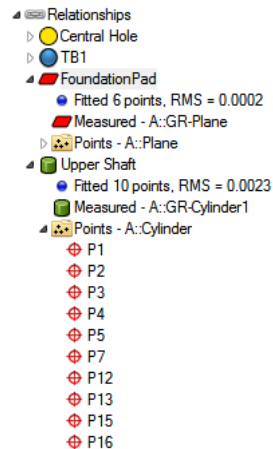 Relationships
Central Hole
TB1
FoundationPad
Fitted 6 points, RMS = 0.0002
Measured - A::GR-Plane
Points - A::Plane
Upper Shaft
Fitted 10 points, RMS = 0.0023
Measured - A::GR-Cylinder1
Points - A::Cylinder
P1
P2
P3
P4
P5
P7
P12
P13
P15
P16